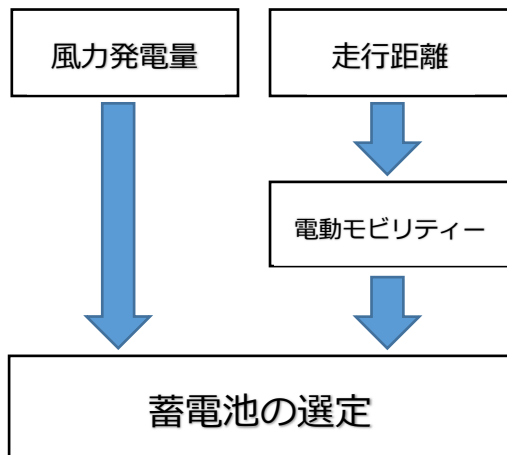 風力発電量
走行距離
電動モビリティー
蓄電池の選定